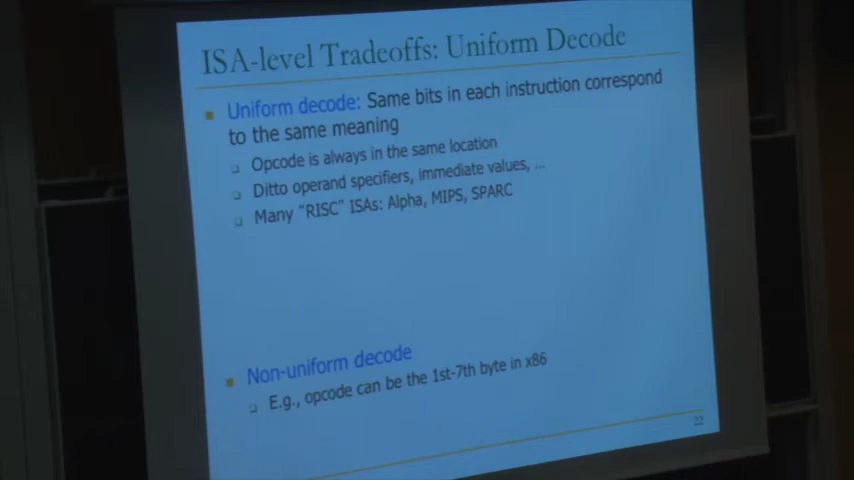 ISA-level Tradeoffs: Uniform Decode
Uniform decode: Same bits in each instruction correspond
to the same meaning
Opcode is always in the same location
Ditto operand specifiers, immediate values, ...
Many "RISC" ISAs: Alpha, MIPS, SPARC
Non-uniform decode
E.g., opcode can be the 1st-7th byte in x86
22